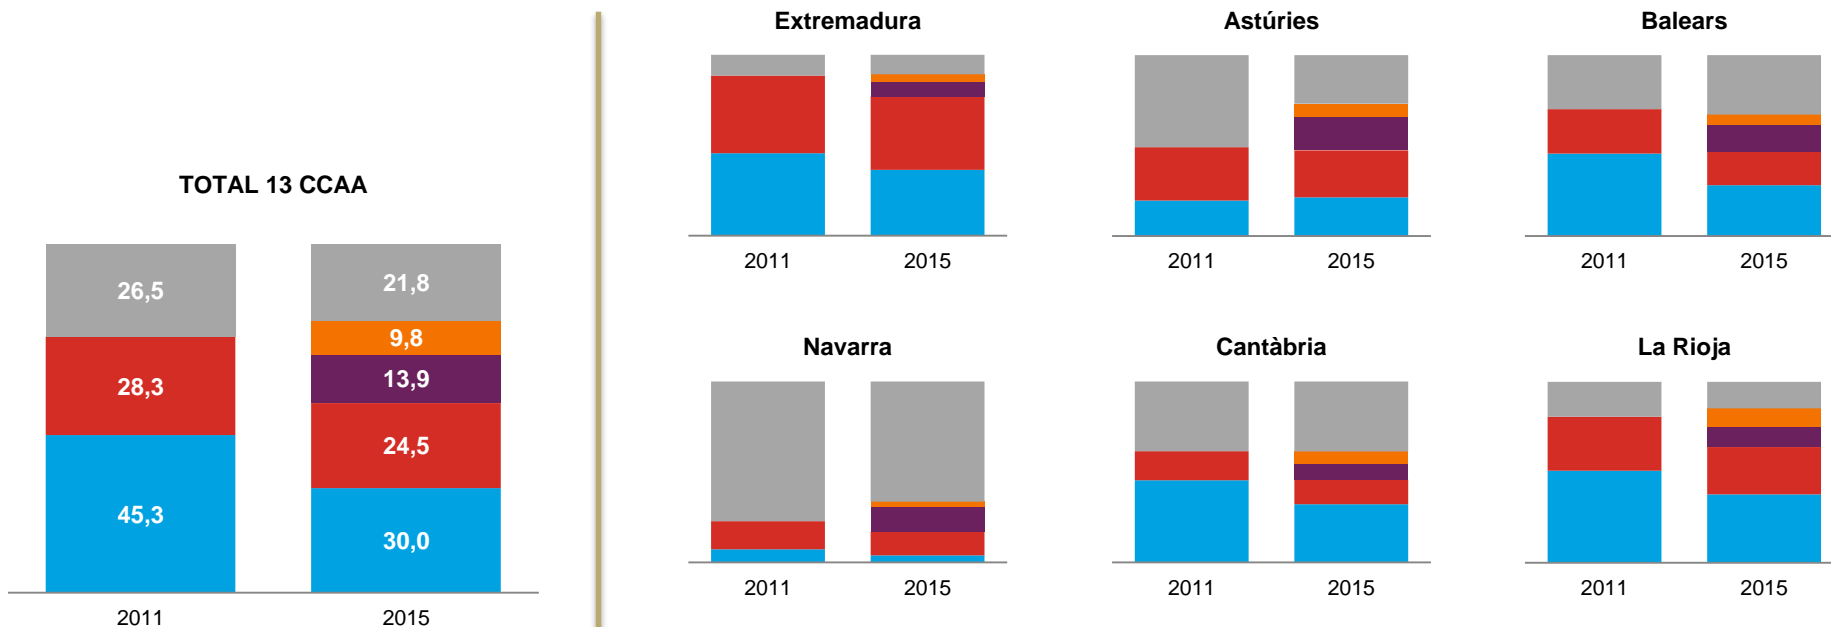 TOTAL 13 CCAA
26,5
28,3
45,3
21,8
9,8
13,9
24,5
30,0
2011 2015
Extremadura
2011 2015
Astúries
2011 2015
Balears
2011 2015
Navarra
2011 2015
Cantàbria
2011 2015
La Rioja
2011 2015